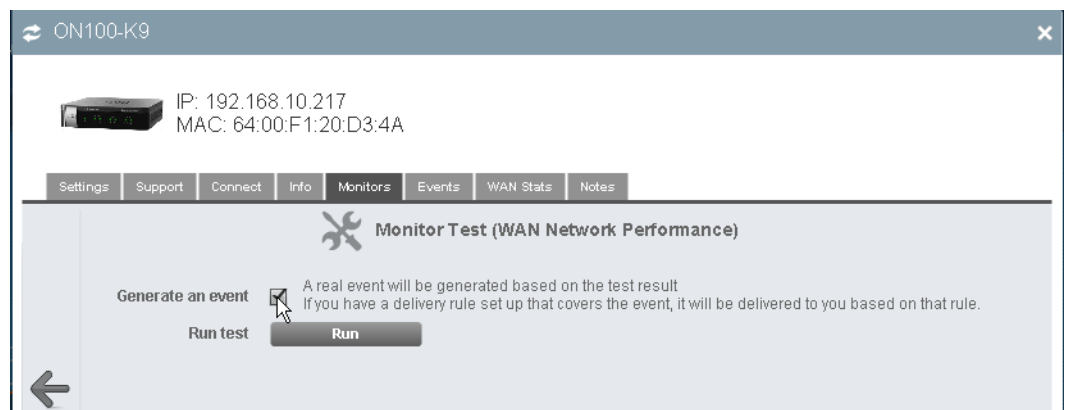 ON100-K9
IP: 192.168.10.217
MAC: 64:00:F1:20:D3:4A
Settings Support Connect Info Monitors Events WAN Stats Notes
Monitor Test (WAN Network Performance)
Generate an event
A real event will be generated based on the test result
If you have a delivery rule set up that covers the event, it will be delivered to you based on that rule.
Run test Run